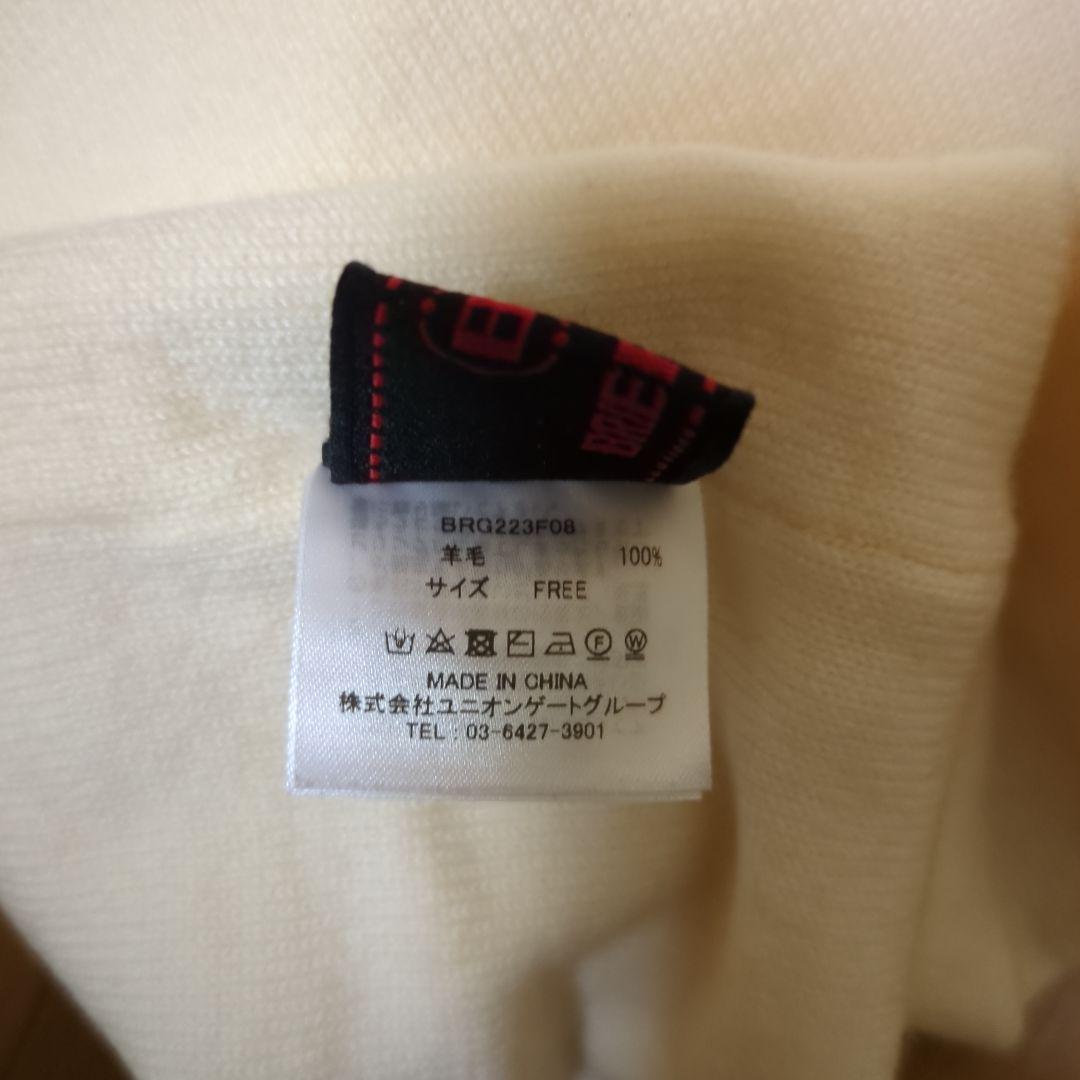 BRIE
BRG223F08
羊毛 100%
サイズ FREE
F W
MADE IN CHINA
株式会社ユニオンゲートグループ
TEL : 03-6427-3901